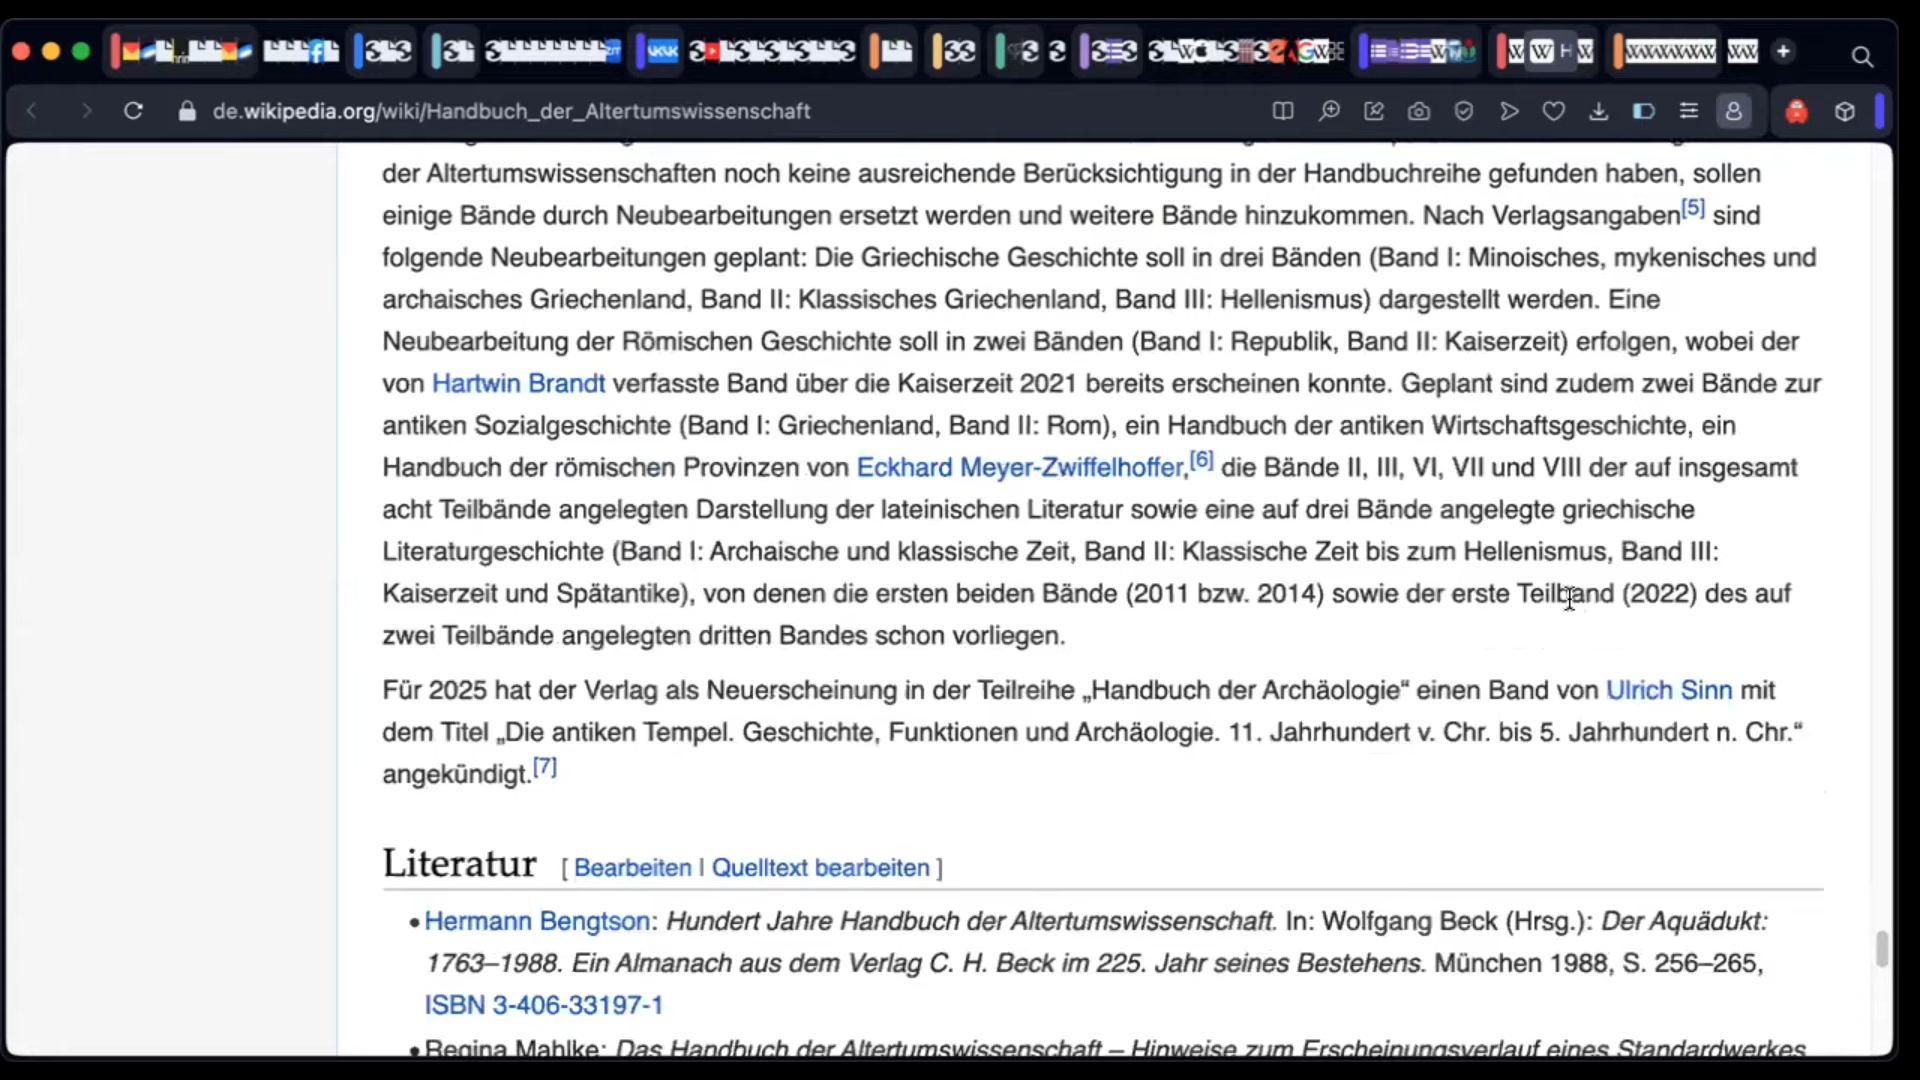 de.wikipedia.org/wiki/Handbuch_der_Altertumswissenschaft
der Altertumswissenschaften noch keine ausreichende Berücksichtigung in der Handbuchreihe gefunden haben, sollen
einige Bände durch Neubearbeitungen ersetzt werden und weitere Bände hinzukommen. Nach Verlagsangaben[5] sind
folgende Neubearbeitungen geplant: Die Griechische Geschichte soll in drei Bänden (Band I: Minoisches, mykenisches und
archaisches Griechenland, Band II: Klassisches Griechenland, Band III: Hellenismus) dargestellt werden. Eine
Neubearbeitung der Römischen Geschichte soll in zwei Bänden (Band I: Republik, Band II: Kaiserzeit) erfolgen, wobei der
von Hartwin Brandt verfasste Band über die Kaiserzeit 2021 bereits erscheinen konnte. Geplant sind zudem zwei Bände zur
antiken Sozialgeschichte (Band I: Griechenland, Band II: Rom), ein Handbuch der antiken Wirtschaftsgeschichte, ein
Handbuch der römischen Provinzen von Eckhard Meyer-Zwiffelhoffer,[6] die Bände II, III, VI, VII und VIII der auf insgesamt
acht Teilbände angelegten Darstellung der lateinischen Literatur sowie eine auf drei Bände angelegte griechische
Literaturgeschichte (Band I: Archaische und klassische Zeit, Band II: Klassische Zeit bis zum Hellenismus, Band III:
Kaiserzeit und Spätantike), von denen die ersten beiden Bände (2011 bzw. 2014) sowie der erste Teilband (2022) des auf
zwei Teilbände angelegten dritten Bandes schon vorliegen.
Für 2025 hat der Verlag als Neuerscheinung in der Teilreihe „Handbuch der Archäologie“ einen Band von Ulrich Sinn mit
dem Titel „Die antiken Tempel. Geschichte, Funktionen und Archäologie. 11. Jahrhundert v. Chr. bis 5. Jahrhundert n. Chr.“
angekündigt.[7]
Literatur [ Bearbeiten | Quelltext bearbeiten ]
• Hermann Bengtson: Hundert Jahre Handbuch der Altertumswissenschaft. In: Wolfgang Beck (Hrsg.): Der Aquädukt:
1763–1988. Ein Almanach aus dem Verlag C. H. Beck im 225. Jahr seines Bestehens. München 1988, S. 256–265,
ISBN 3-406-33197-1
• Regina Mahlke: Das Handbuch der Altertumswissenschaft – Hinweise zum Erscheinungsverlauf eines Standardwerkes